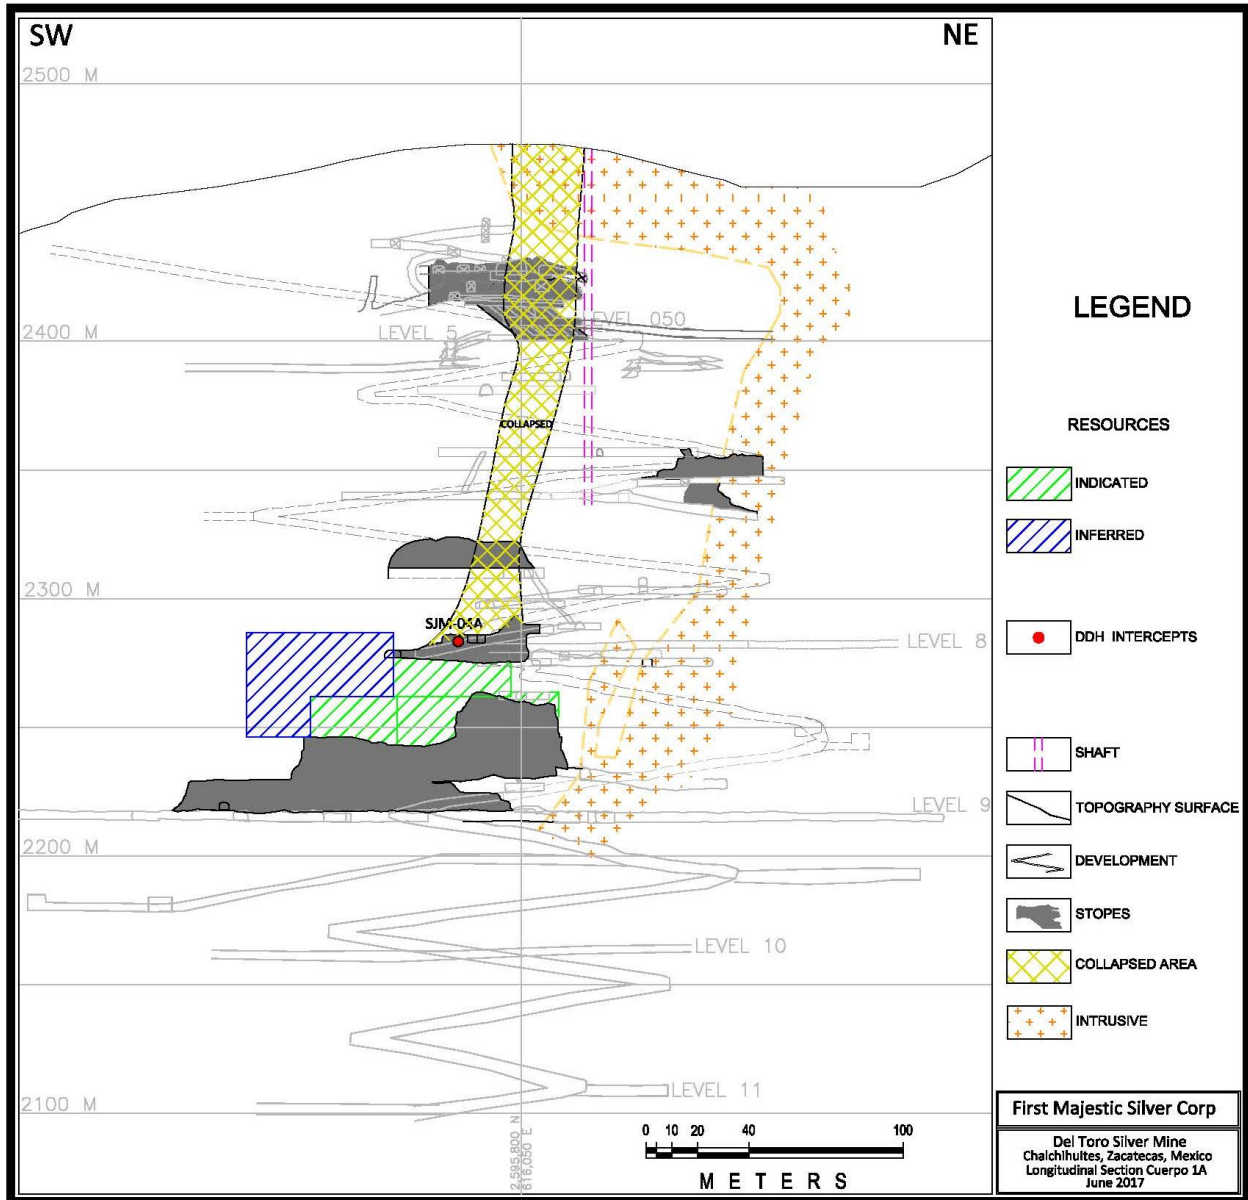 SW
NE
2500 M
LEVEL 5
EVEL 050
2400 M
COLLAPSED
2300 M
SJM-04A
LEVEL 8
LEVEL 9
2200 M
LEVEL 10
LEVEL 11
2100 M
2,595,800 N
616,050 E
0 10 20 40 100
METERS
LEGEND
RESOURCES
INDICATED
INFERRED
DDH INTERCEPTS
SHAFT
TOPOGRAPHY SURFACE
DEVELOPMENT
STOPES
COLLAPSED AREA
INTRUSIVE
First Majestic Silver Corp
Del Toro Silver Mine
Chalchihuites, Zacatecas, Mexico
Longitudinal Section Cuerpo 1A
June 2017